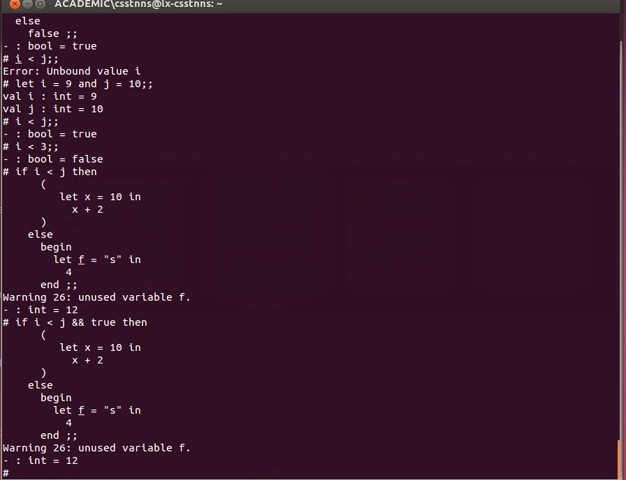 ACADEMIC\csstnns@lx-csstnns: ~
  else
    false ;;
- : bool = true
# i < j;;
Error: Unbound value i
# let i = 9 and j = 10;;
val i : int = 9
val j : int = 10
# i < j;;
- : bool = true
# i < 3;;
- : bool = false
# if i < j then
      (
         let x = 10 in
           x + 2
      )
    else
      begin
        let f = "s" in
          4
      end ;;
Warning 26: unused variable f.
- : int = 12
# if i < j && true then
      (
         let x = 10 in
           x + 2
      )
    else
      begin
        let f = "s" in
          4
      end ;;
Warning 26: unused variable f.
- : int = 12
#